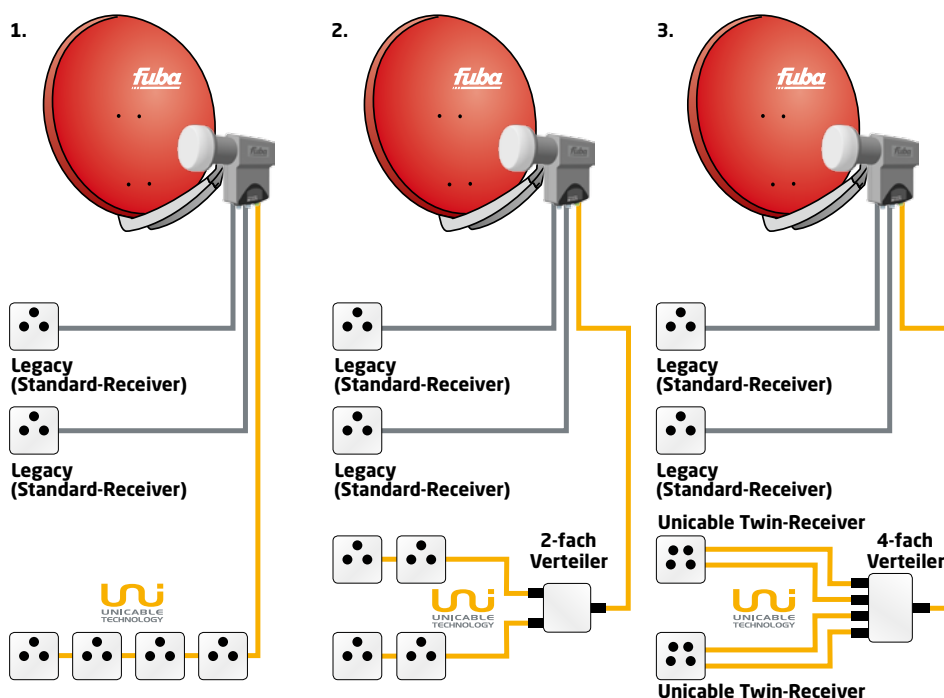 1.
fuba
fuba
Legacy
(Standard-Receiver)
Legacy
(Standard-Receiver)
UNICABLE
TECHNOLOGY
2.
fuba
fuba
Legacy
(Standard-Receiver)
Legacy
(Standard-Receiver)
2-fach
Verteiler
UNICABLE
TECHNOLOGY
3.
fuba
fuba
Legacy
(Standard-Receiver)
Legacy
(Standard-Receiver)
Unicable Twin-Receiver
4-fach
Verteiler
UNICABLE
TECHNOLOGY
Unicable Twin-Receiver